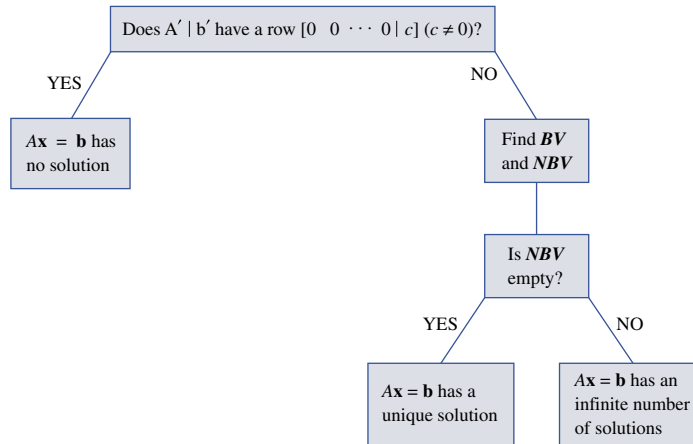 Does A′ | b′ have a row [0 0 ··· 0 | c] (c ≠ 0)?
YES
NO
Ax = b has
no solution
Find BV
and NBV
Is NBV
empty?
YES
NO
Ax = b has a
unique solution
Ax = b has an
infinite number
of solutions